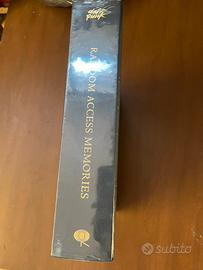 daft
punk
RANDOM ACCESS MEMORIES
subito